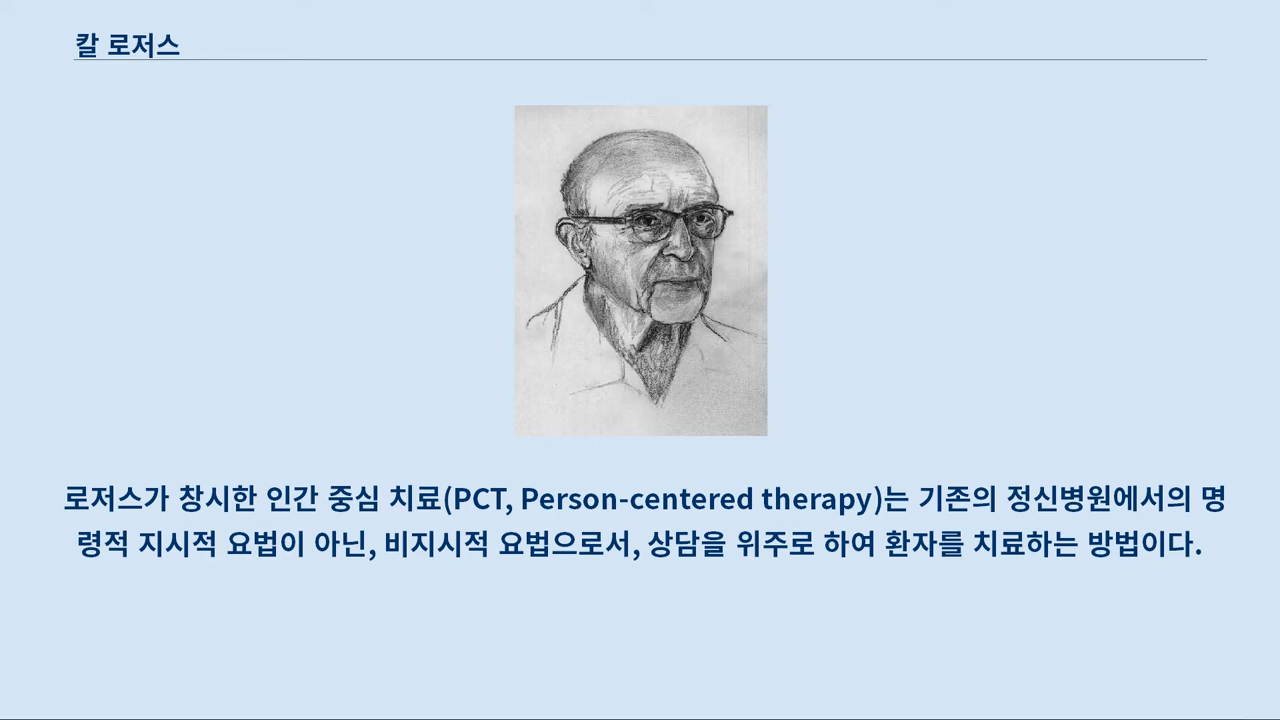 칼 로저스
로저스가 창시한 인간 중심 치료(PCT, Person-centered therapy)는 기존의 정신병원에서의 명
령적 지시적 요법이 아닌, 비지시적 요법으로서, 상담을 위주로 하여 환자를 치료하는 방법이다.